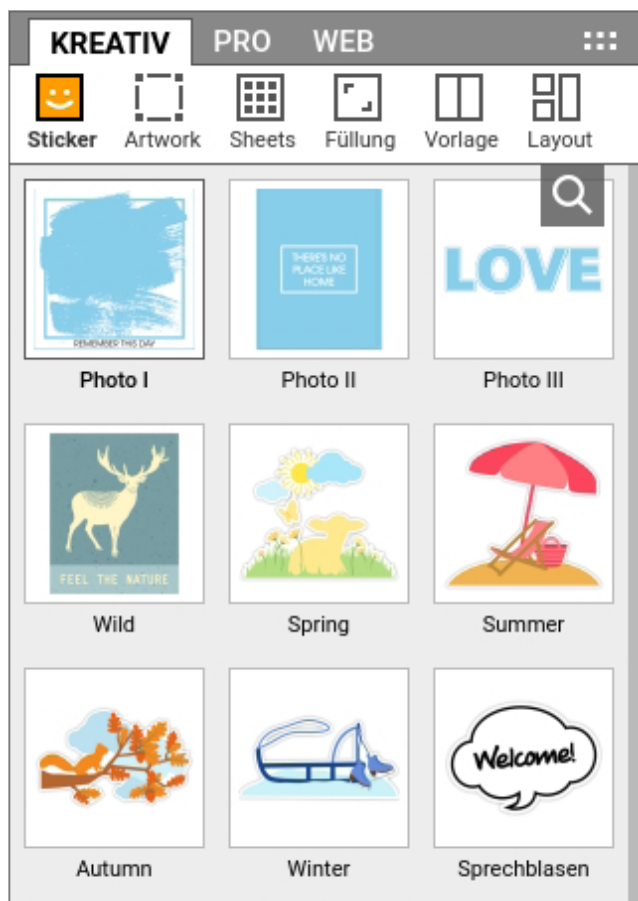 KREATIV PRO WEB
Sticker Artwork Sheets Füllung Vorlage Layout
REMEMBER THIS DAY
THERE'S NO
PLACE LIKE
HOME
LOVE
Photo I Photo II Photo III
FEEL THE NATURE
Wild Spring Summer
Welcome!
Autumn Winter Sprechblasen